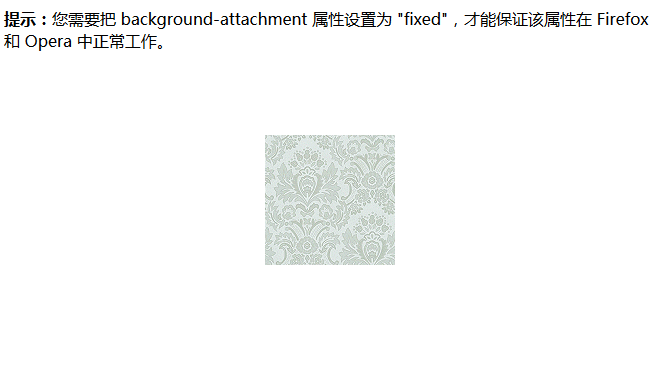 提示：您需要把 background-attachment 属性设置为 "fixed"，才能保证该属性在 Firefox
和 Opera 中正常工作。